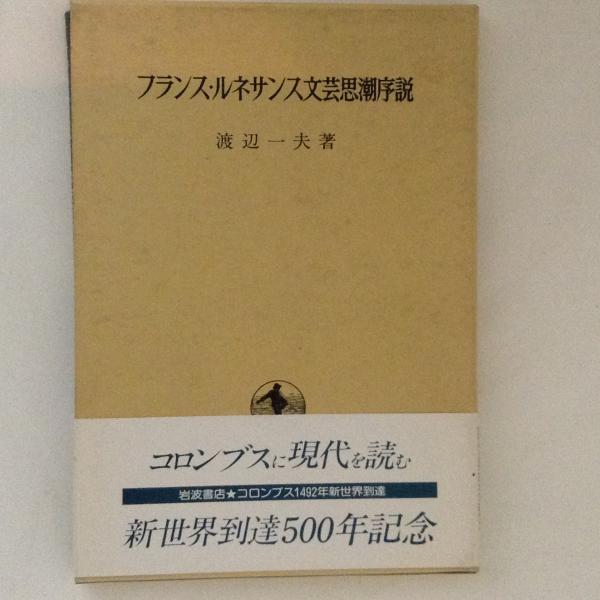 フランス・ルネサンス文芸思潮序説
渡辺一夫著
コロンブスに現代を読む
岩波書店★コロンブス1492年新世界到達
新世界到達500年記念